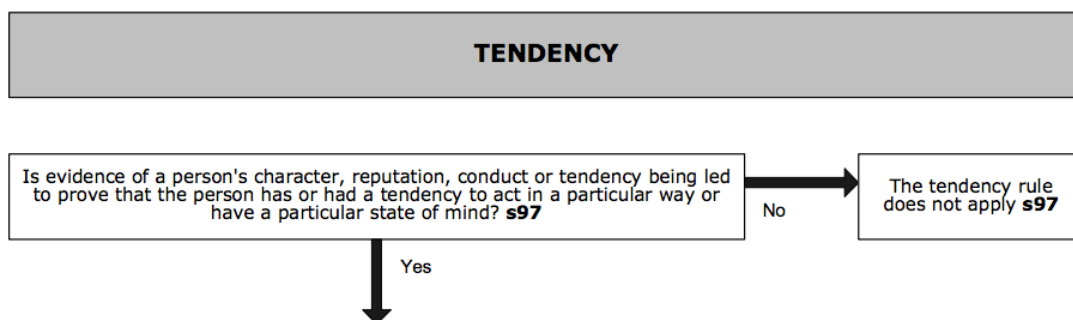 TENDENCY
Is evidence of a person's character, reputation, conduct or tendency being led
to prove that the person has or had a tendency to act in a particular way or
have a particular state of mind? s97
No
The tendency rule
does not apply s97
Yes